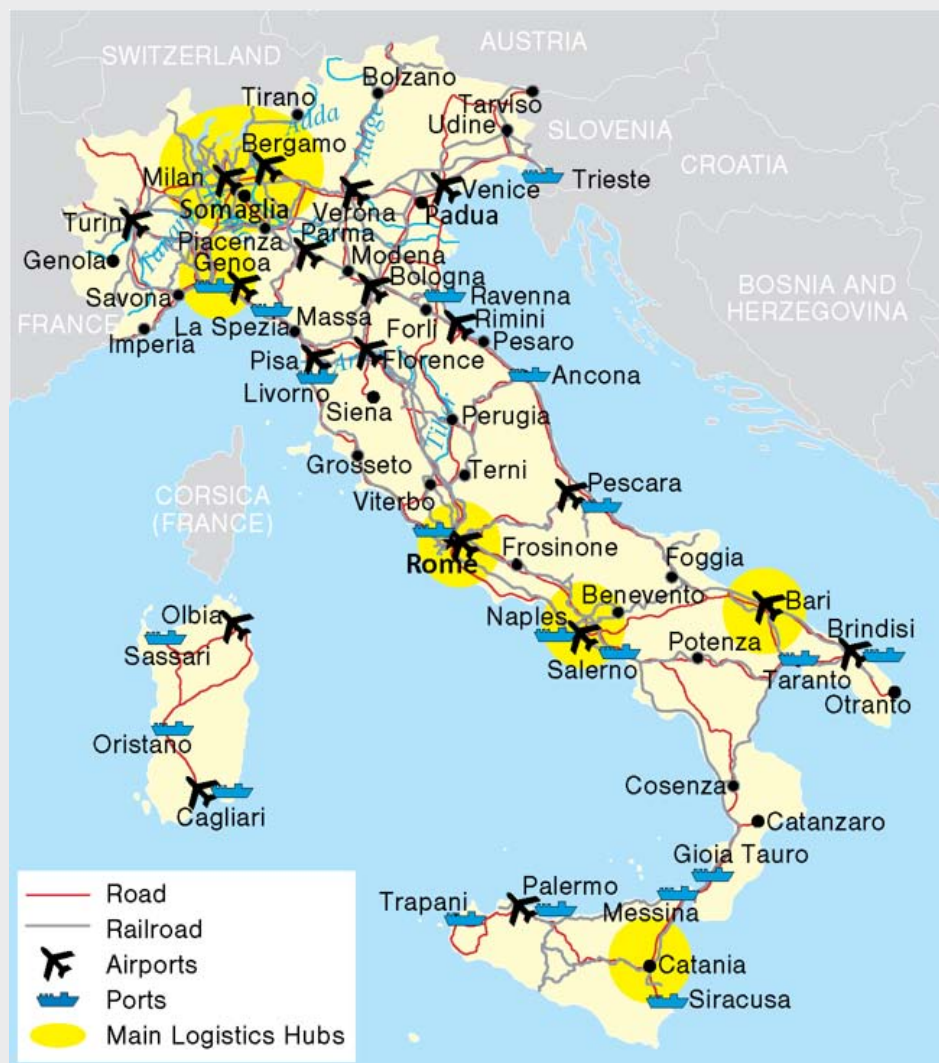 SWITZERLAND
AUSTRIA
Bolzano
Tirano
Adda
Adige
Tarviso
Udine
SLOVENIA
CROATIA
Bergamo
Milan
Venice
Trieste
Somaglia
Verona
Padua
Turin
Piacenza
Parma
Genola
Genoa
Modena
Bologna
BOSNIA AND
HERZEGOVINA
Savona
Ravenna
FRANCE
La Spezia
Massa
Forli
Rimini
Imperia
Pesaro
Pisa
Florence
Livorno
Ancona
Siena
Perugia
Grosseto
Terni
CORSICA
(FRANCE)
Viterbo
Pescara
Rome
Frosinone
Foggia
Benevento
Bari
Olbia
Naples
Brindisi
Sassari
Salerno
Potenza
Taranto
Otranto
Oristano
Cosenza
Cagliari
Catanzaro
Gioia Tauro
Trapani
Palermo
Messina
Catania
Siracusa
Road
Railroad
Airports
Ports
Main Logistics Hubs